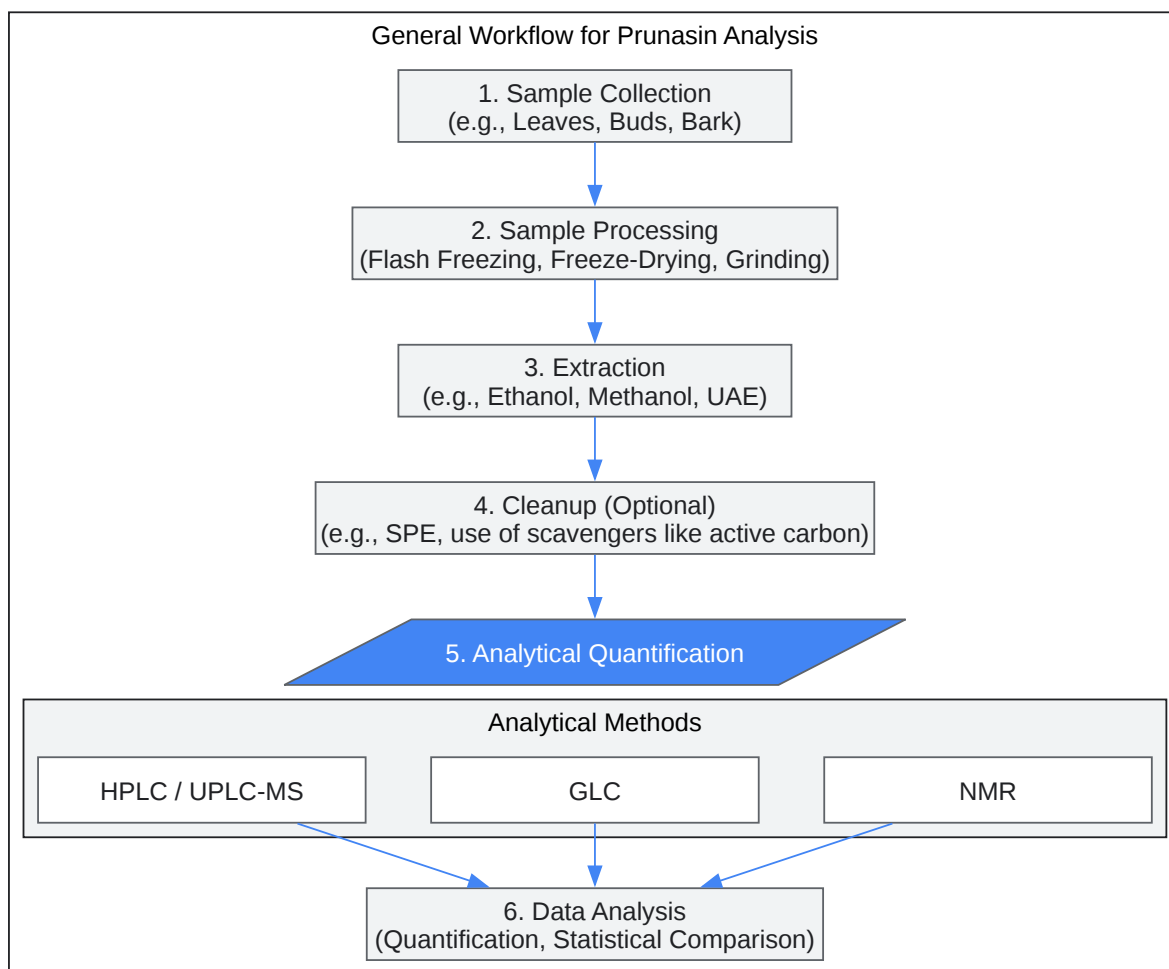 General Workflow for Prunasin Analysis
1. Sample Collection
(e.g., Leaves, Buds, Bark)
2. Sample Processing
(Flash Freezing, Freeze-Drying, Grinding)
3. Extraction
(e.g., Ethanol, Methanol, UAE)
4. Cleanup (Optional)
(e.g., SPE, use of scavengers like active carbon)
5. Analytical Quantification
Analytical Methods
HPLC / UPLC-MS
GLC
NMR
6. Data Analysis
(Quantification, Statistical Comparison)